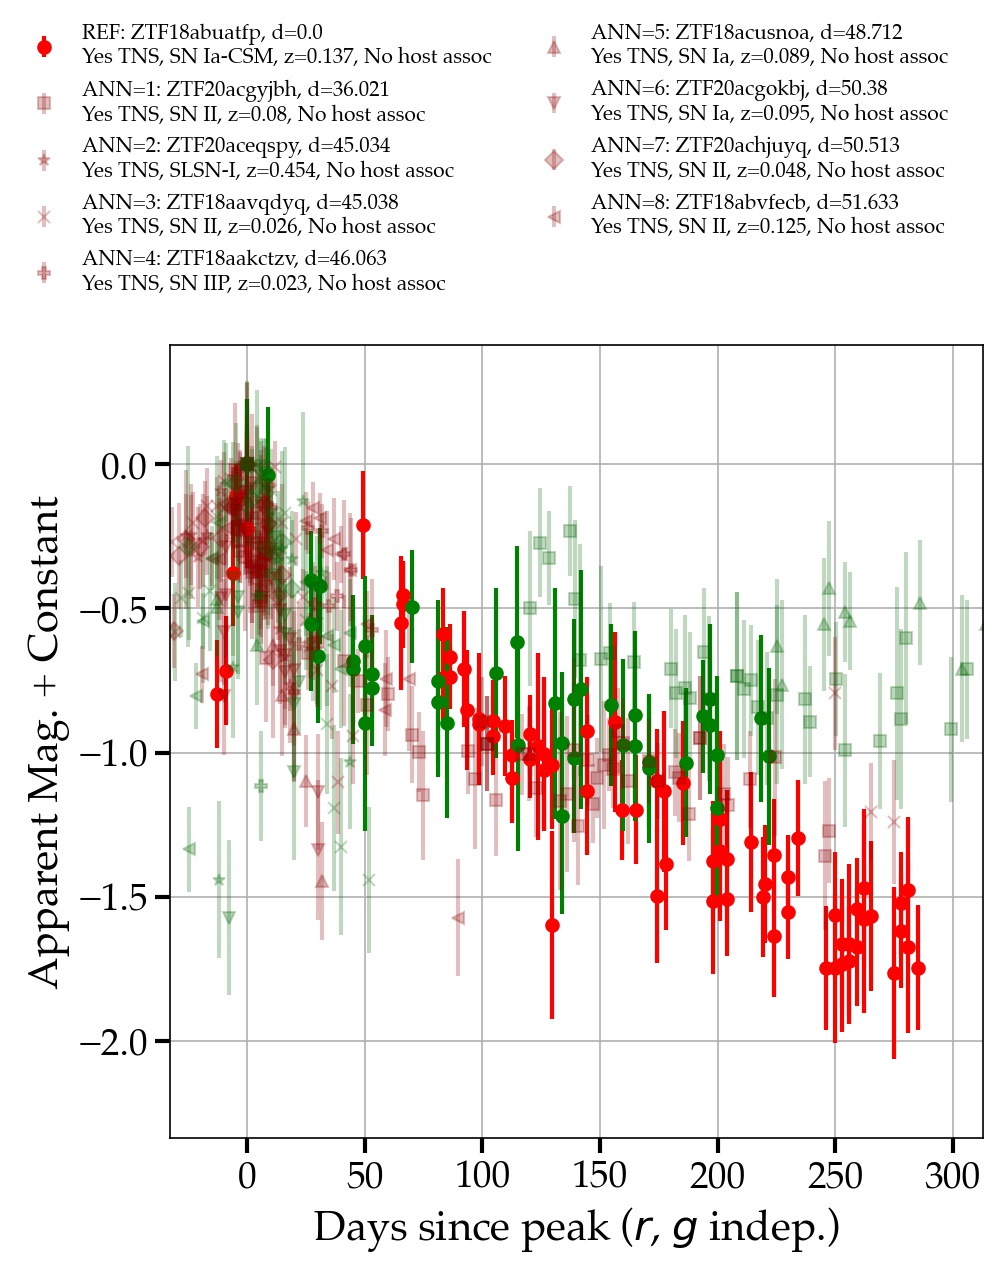 REF: ZTF18abuatfp, d=0.0
Yes TNS, SN Ia-CSM, z=0.137, No host assoc
ANN=1: ZTF20acgyjbh, d=36.021
Yes TNS, SN II, z=0.08, No host assoc
ANN=2: ZTF20aceqspy, d=45.034
Yes TNS, SLSN-I, z=0.454, No host assoc
ANN=3: ZTF18aavqdyq, d=45.038
Yes TNS, SN II, z=0.026, No host assoc
ANN=4: ZTF18aakctzv, d=46.063
Yes TNS, SN IIP, z=0.023, No host assoc
ANN=5: ZTF18acusnoa, d=48.712
Yes TNS, SN Ia, z=0.089, No host assoc
ANN=6: ZTF20acgokbj, d=50.38
Yes TNS, SN Ia, z=0.095, No host assoc
ANN=7: ZTF20achjuyq, d=50.513
Yes TNS, SN II, z=0.048, No host assoc
ANN=8: ZTF18abvfecb, d=51.633
Yes TNS, SN II, z=0.125, No host assoc
Apparent Mag. + Constant
0.0
−0.5
−1.0
−1.5
−2.0
0 50 100 150 200 250 300
Days since peak (r, g indep.)